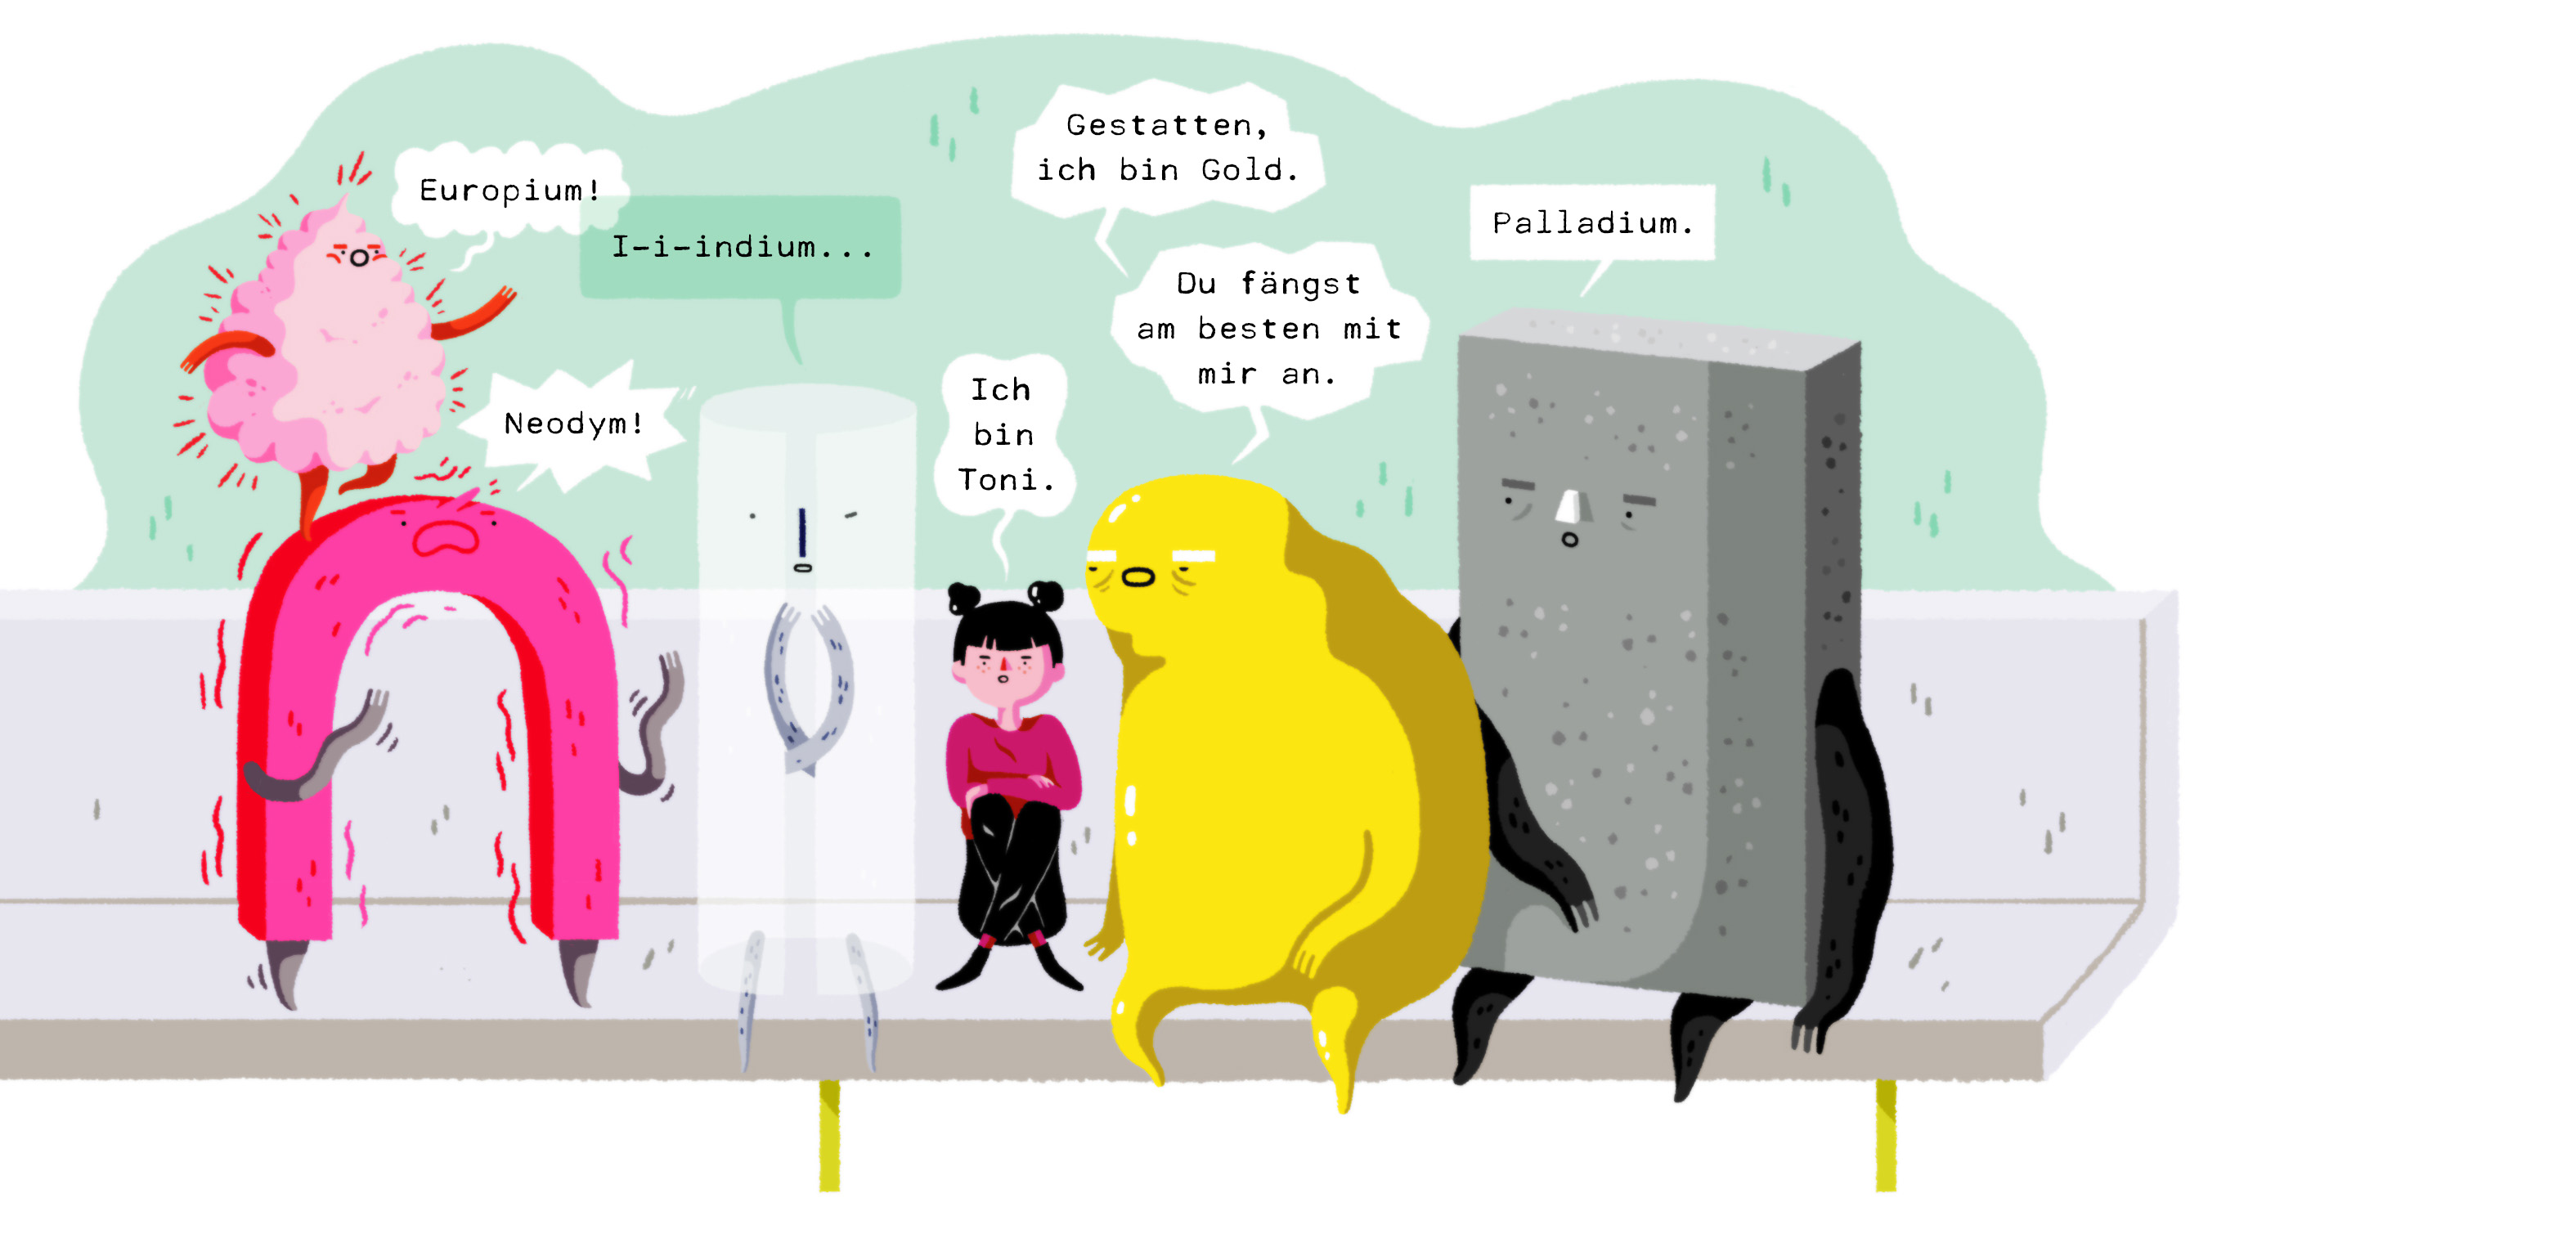 Europium!
I-i-indium...
Neodym!
Ich
bin
Toni.
Gestatten,
ich bin Gold.
Du fängst
am besten mit
mir an.
Palladium.